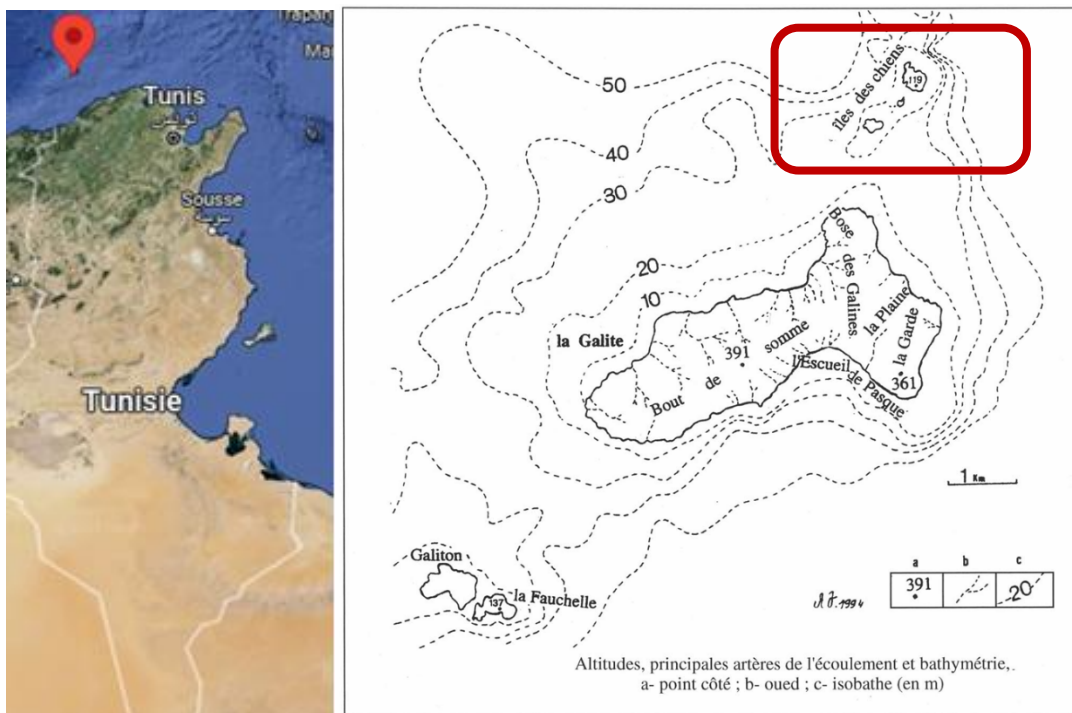 Trapani
Tunis
تونس
Sousse
سوسة
Tunisie
îles des chiens
119
50
40
30
20
10
la Galite
Bose
des Galines
la Plaine
la Garde
361
somme
391
Bout de
l'Escueil
de Pasque
1 Km
Galiton
la Fauchelle
137
a b c
391
20
1994
Altitudes, principales artères de l'écoulement et bathymétrie,.
a- point côté ; b- oued ; c- isobathe (en m)